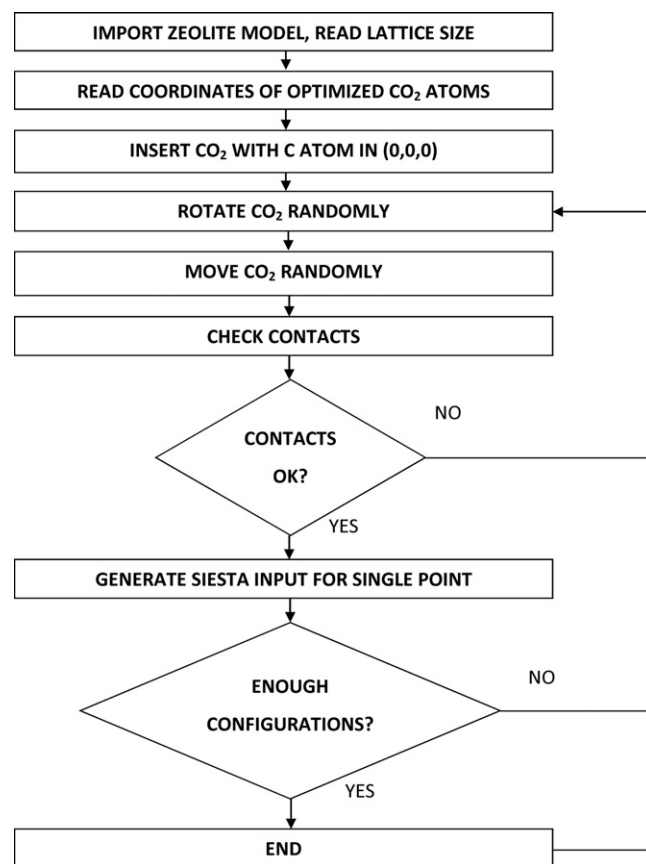 IMPORT ZEOLITE MODEL, READ LATTICE SIZE
READ COORDINATES OF OPTIMIZED CO₂ ATOMS
INSERT CO₂ WITH C ATOM IN (0,0,0)
ROTATE CO₂ RANDOMLY
MOVE CO₂ RANDOMLY
CHECK CONTACTS
NO
CONTACTS
OK?
YES
GENERATE SIESTA INPUT FOR SINGLE POINT
NO
ENOUGH
CONFIGURATIONS?
YES
END